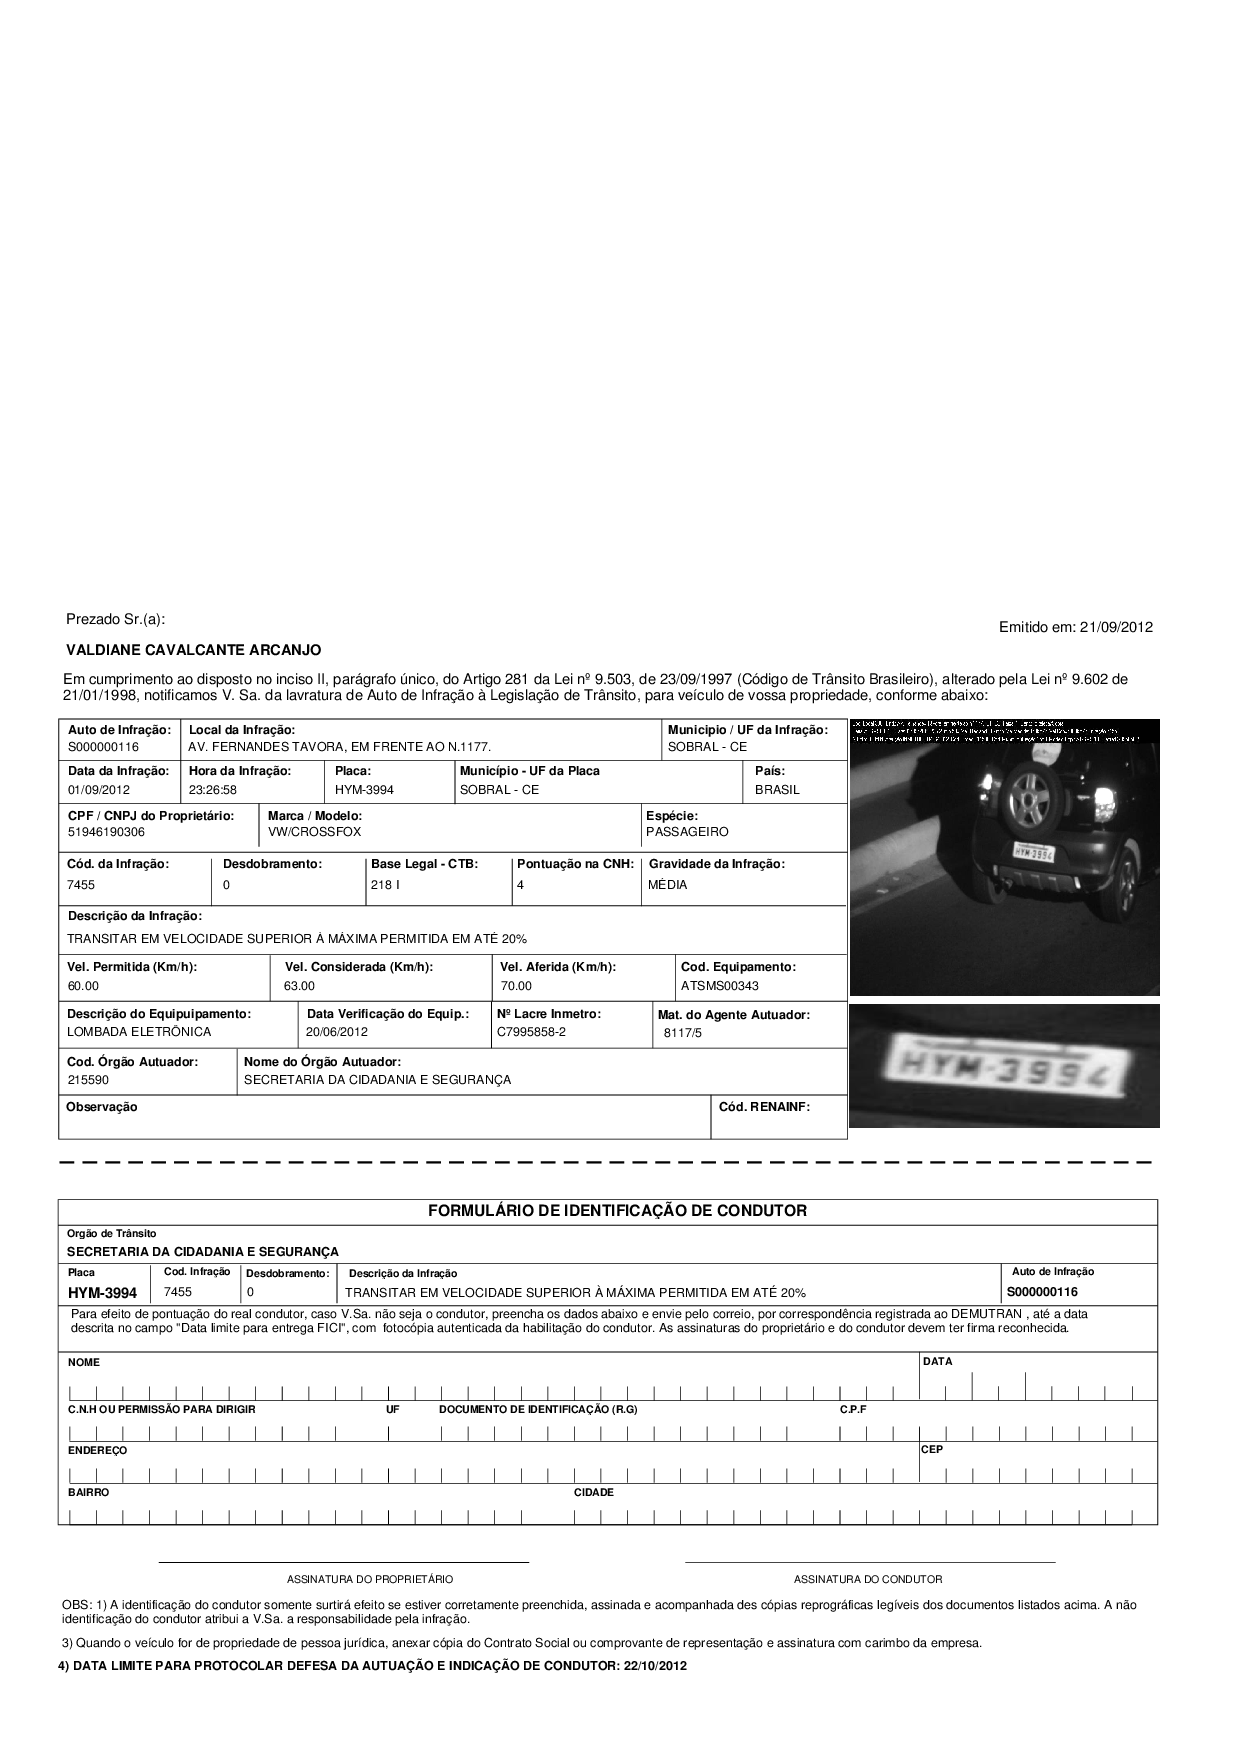 Prezado Sr.(a):
Emitido em: 21/09/2012
VALDIANE CAVALCANTE ARCANJO
Em cumprimento ao disposto no inciso II, parágrafo único, do Artigo 281 da Lei nº 9.503, de 23/09/1997 (Código de Trânsito Brasileiro), alterado pela Lei nº 9.602 de
21/01/1998, notificamos V. Sa. da lavratura de Auto de Infração à Legislação de Trânsito, para veículo de vossa propriedade, conforme abaixo:
Auto de Infração: Local da Infração: Municipio / UF da Infração:
S000000116 AV. FERNANDES TAVORA, EM FRENTE AO N.1177. SOBRAL - CE
Data da Infração: Hora da Infração: Placa: Município - UF da Placa País:
01/09/2012 23:26:58 HYM-3994 SOBRAL - CE BRASIL
CPF / CNPJ do Proprietário: Marca / Modelo: Espécie:
51946190306 VW/CROSSFOX PASSAGEIRO
Cód. da Infração: Desdobramento: Base Legal - CTB: Pontuação na CNH: Gravidade da Infração:
7455 0 218 I 4 MÉDIA
Descrição da Infração:
TRANSITAR EM VELOCIDADE SUPERIOR À MÁXIMA PERMITIDA EM ATÉ 20%
Vel. Permitida (Km/h): Vel. Considerada (Km/h): Vel. Aferida (Km/h): Cod. Equipamento:
60.00 63.00 70.00 ATSMS00343
Descrição do Equipuipamento: Data Verificação do Equip.: Nº Lacre Inmetro: Mat. do Agente Autuador:
LOMBADA ELETRÔNICA 20/06/2012 C7995858-2 8117/5
Cod. Órgão Autuador: Nome do Órgão Autuador:
215590 SECRETARIA DA CIDADANIA E SEGURANÇA
Observação Cód. RENAINF:
HYM-3994
HYM-3994
FORMULÁRIO DE IDENTIFICAÇÃO DE CONDUTOR
Orgão de Trânsito
SECRETARIA DA CIDADANIA E SEGURANÇA
Placa Cod. Infração Desdobramento: Descrição da Infração Auto de Infração
HYM-3994 7455 0 TRANSITAR EM VELOCIDADE SUPERIOR À MÁXIMA PERMITIDA EM ATÉ 20% S000000116
Para efeito de pontuação do real condutor, caso V.Sa. não seja o condutor, preencha os dados abaixo e envie pelo correio, por correspondência registrada ao DEMUTRAN , até a data
descrita no campo "Data limite para entrega FICI", com fotocópia autenticada da habilitação do condutor. As assinaturas do proprietário e do condutor devem ter firma reconhecida.
NOME DATA
C.N.H OU PERMISSÃO PARA DIRIGIR UF DOCUMENTO DE IDENTIFICAÇÃO (R.G) C.P.F
ENDEREÇO CEP
BAIRRO CIDADE
ASSINATURA DO PROPRIETÁRIO ASSINATURA DO CONDUTOR
OBS: 1) A identificação do condutor somente surtirá efeito se estiver corretamente preenchida, assinada e acompanhada des cópias reprográficas legíveis dos documentos listados acima. A não
identificação do condutor atribui a V.Sa. a responsabilidade pela infração.
3) Quando o veículo for de propriedade de pessoa jurídica, anexar cópia do Contrato Social ou comprovante de representação e assinatura com carimbo da empresa.
4) DATA LIMITE PARA PROTOCOLAR DEFESA DA AUTUAÇÃO E INDICAÇÃO DE CONDUTOR: 22/10/2012